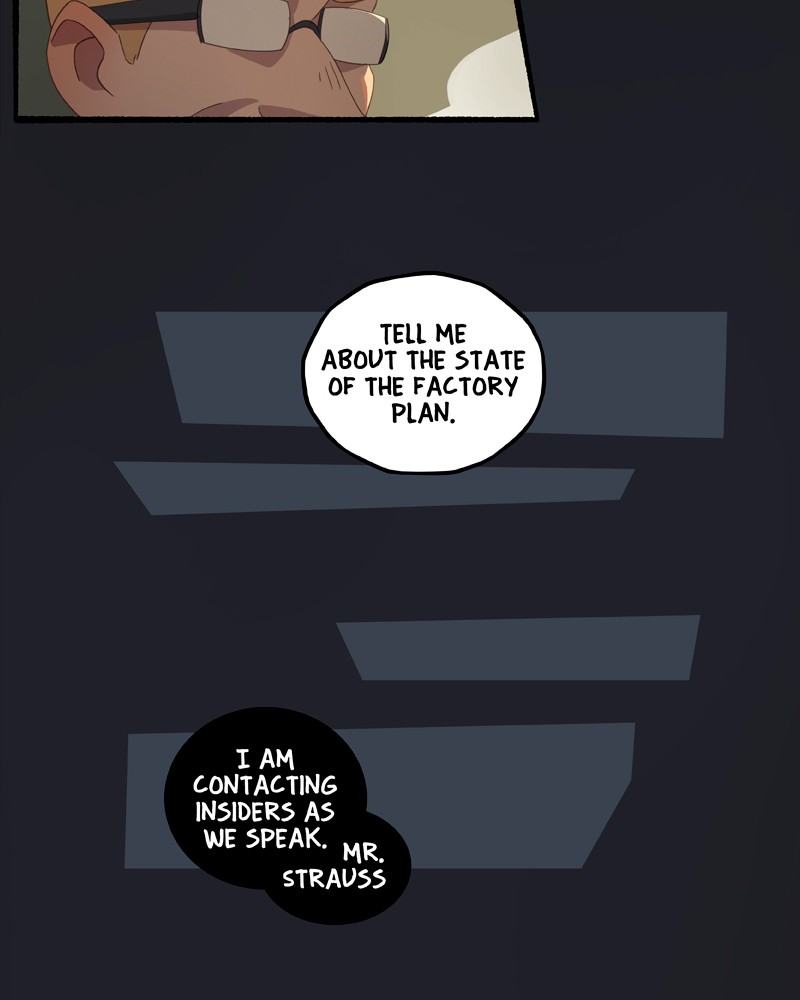 TELL ME
ABOUT THE STATE
OF THE FACTORY
PLAN.
I AM
CONTACTING
INSIDERS AS
WE SPEAK.
MR.
STRAUSS